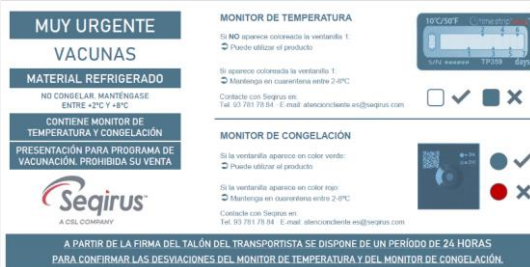 MUY URGENTE
VACUNAS
MATERIAL REFRIGERADO
NO CONGELAR. MANTÉNGASE
ENTRE +2ºC Y +8ºC
CONTIENE MONITOR DE
TEMPERATURA Y CONGELACIÓN
PRESENTACIÓN PARA PROGRAMA DE
VACUNACIÓN. PROHIBIDA SU VENTA
Seqirus
A CSL COMPANY
MONITOR DE TEMPERATURA
Si NO aparece coloreada la ventanilla 1:
Puede utilizar el producto
Si aparece coloreada la ventanilla 1:
Mantenga en cuarentena entre 2-8ºC
Contacte con Seqirus en:
Tel. 93 781 78 84 · E-mail: atencioncliente.es@seqirus.com
10°C/50°F
timestrip
S/N
TP359
days
MONITOR DE CONGELACIÓN
Si la ventanilla aparece en color verde:
Puede utilizar el producto
Si la ventanilla aparece en color rojo:
Mantenga en cuarentena entre 2-8ºC
Contacte con Seqirus en:
Tel. 93 781 78 84 · E-mail: atencioncliente.es@seqirus.com
A PARTIR DE LA FIRMA DEL TALÓN DEL TRANSPORTISTA SE DISPONE DE UN PERÍODO DE 24 HORAS
PARA CONFIRMAR LAS DESVIACIONES DEL MONITOR DE TEMPERATURA Y DEL MONITOR DE CONGELACIÓN.